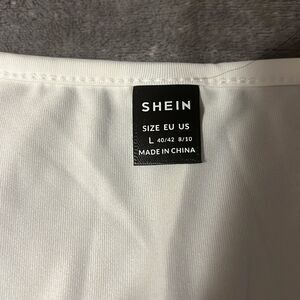 SHEIN
SIZE EU US
L 40/42 8/10
MADE IN CHINA